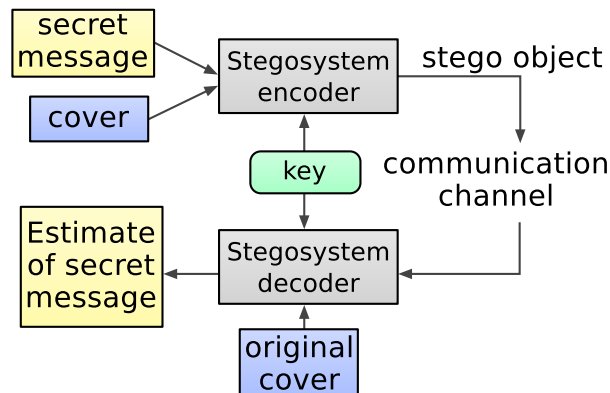 secret
message
cover
Stegosystem
encoder
stego object
key
communication
channel
Estimate
of secret
message
Stegosystem
decoder
original
cover